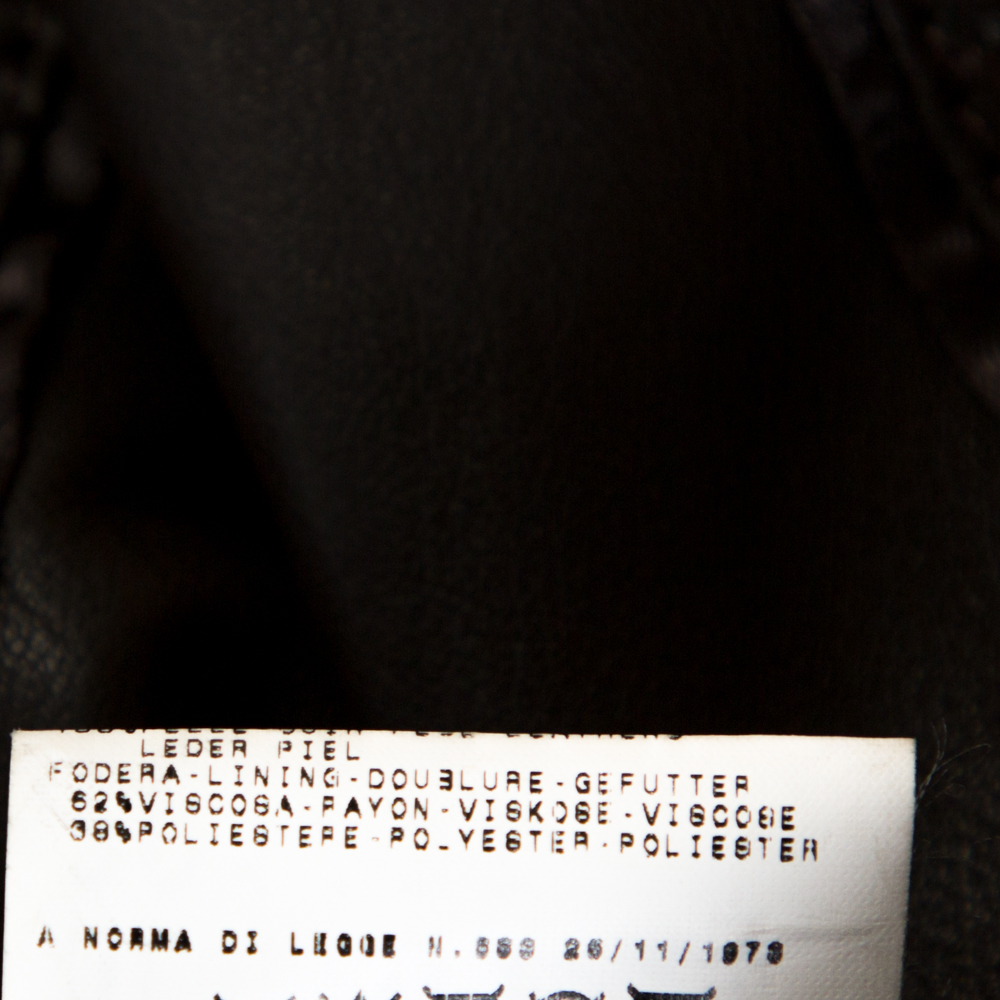 LEDER PIEL
FODERA-LINING-DOUBLURE-GEFUTTER
62%VISCOSA-RAYON-VISKOSE-VISCOSE
38%POLIESTERE-POLYESTER-POLIESTER
A NORMA DI LEGGE N.883 26/11/1973